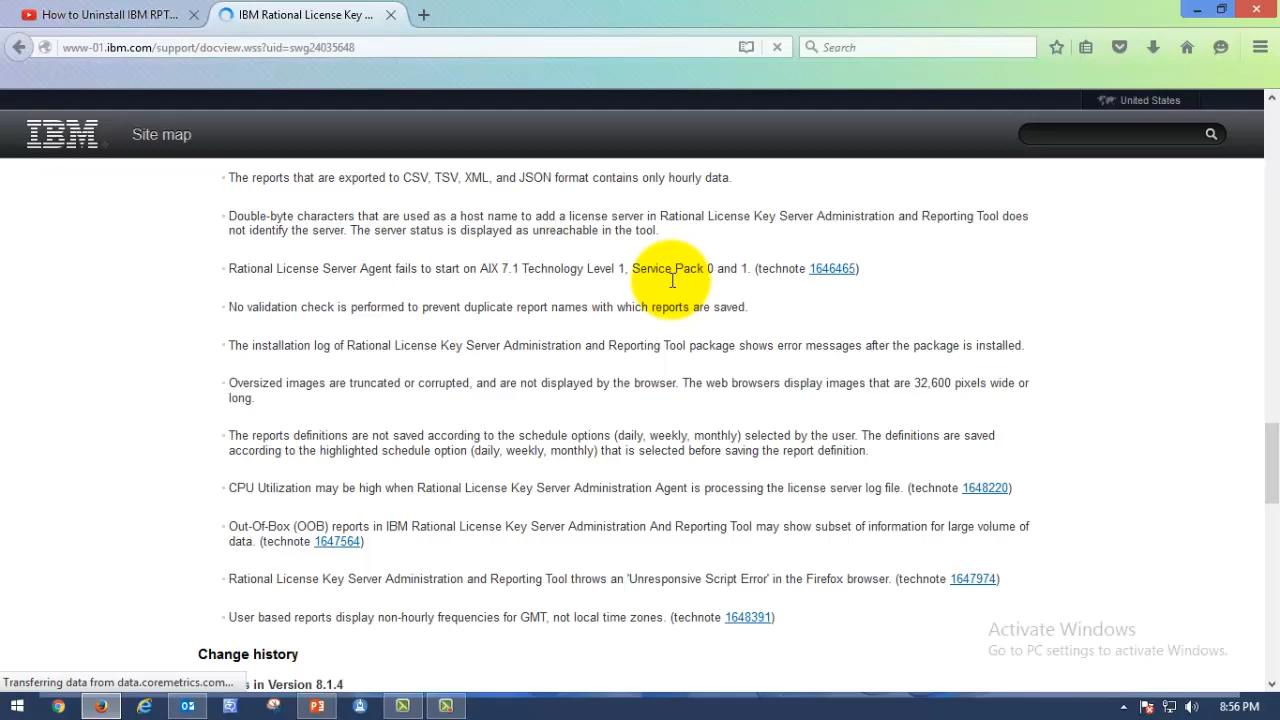 How to Uninstall IBM RPT...
IBM Rational License Key ...
www-01.ibm.com/support/docview.wss?uid=swg24035648
Search
United States
IBM
Site map
The reports that are exported to CSV, TSV, XML, and JSON format contains only hourly data.
Double-byte characters that are used as a host name to add a license server in Rational License Key Server Administration and Reporting Tool does
not identify the server. The server status is displayed as unreachable in the tool.
Rational License Server Agent fails to start on AIX 7.1 Technology Level 1, Service Pack 0 and 1. (technote 1646465)
No validation check is performed to prevent duplicate report names with which reports are saved.
The installation log of Rational License Key Server Administration and Reporting Tool package shows error messages after the package is installed.
Oversized images are truncated or corrupted, and are not displayed by the browser. The web browsers display images that are 32,600 pixels wide or
long.
The reports definitions are not saved according to the schedule options (daily, weekly, monthly) selected by the user. The definitions are saved
according to the highlighted schedule option (daily, weekly, monthly) that is selected before saving the report definition.
CPU Utilization may be high when Rational License Key Server Administration Agent is processing the license server log file. (technote 1648220)
Out-Of-Box (OOB) reports in IBM Rational License Key Server Administration And Reporting Tool may show subset of information for large volume of
data. (technote 1647564)
Rational License Key Server Administration and Reporting Tool throws an 'Unresponsive Script Error' in the Firefox browser. (technote 1647974)
User based reports display non-hourly frequencies for GMT, not local time zones. (technote 1648391)
Activate Windows
Go to PC settings to activate Windows.
Change history
Transferring data from data.coremetrics.com...
s in Version 8.1.4
8:56 PM